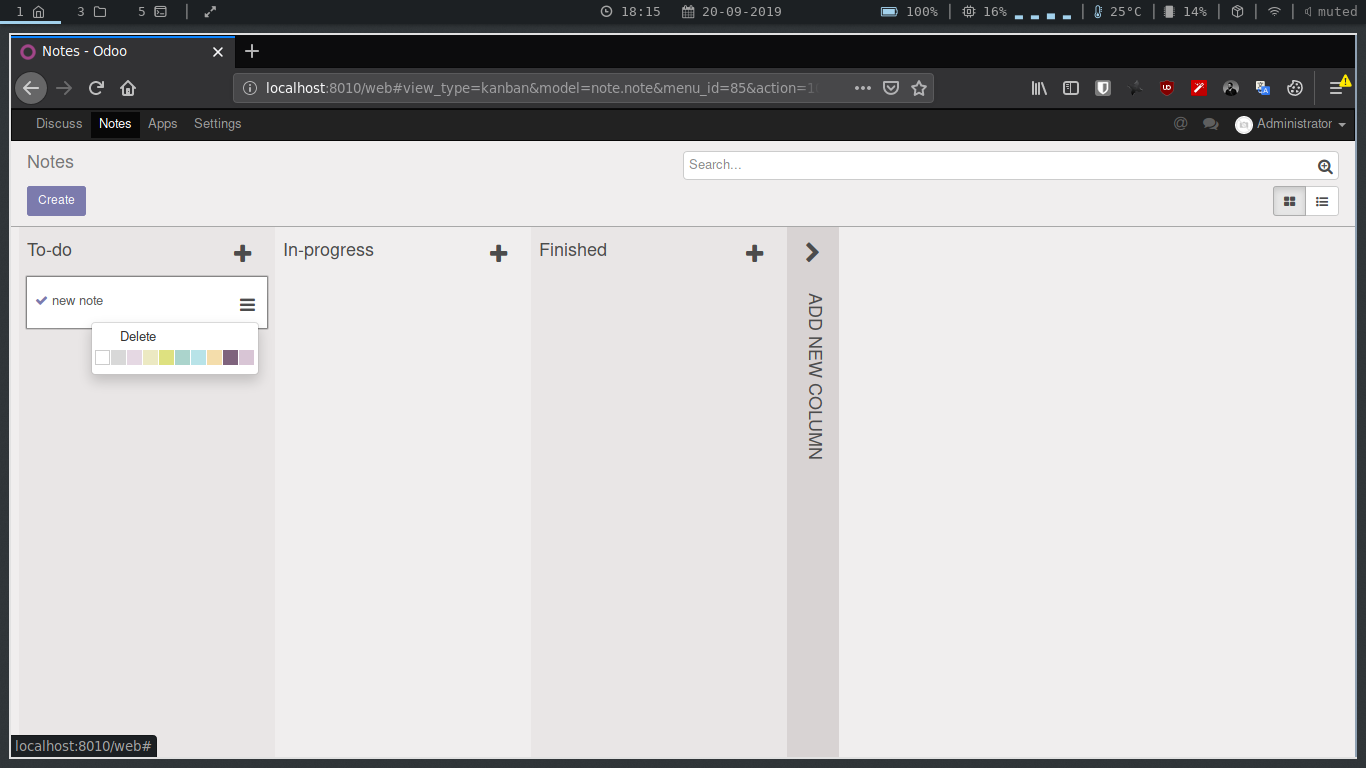 1 3 5 18:15 20-09-2019 100% 16% 25°C 14% muted
Notes - Odoo
localhost:8010/web#view_type=kanban&model=note.note&menu_id=85&action=1
Discuss Notes Apps Settings Administrator
Notes
Search...
Create
To-do
In-progress
Finished
ADD NEW COLUMN
new note
Delete
localhost:8010/web#